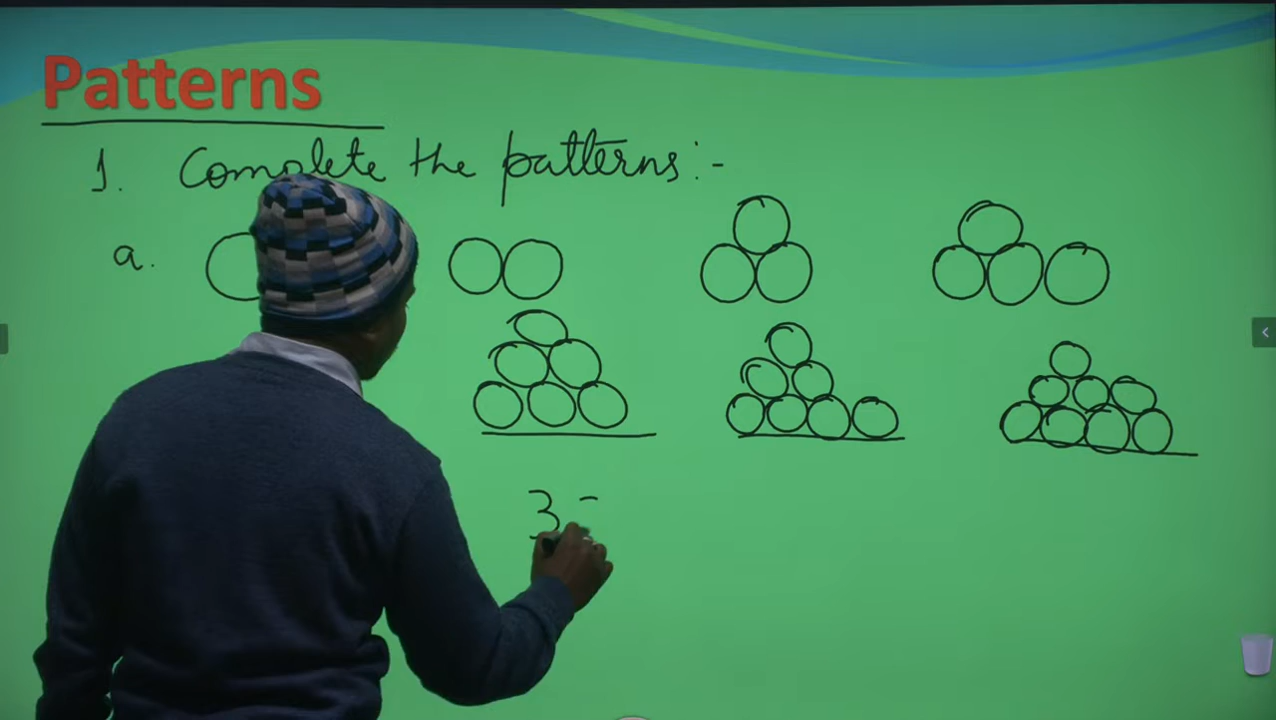 Patterns
1. Complete the patterns:-
a.
3